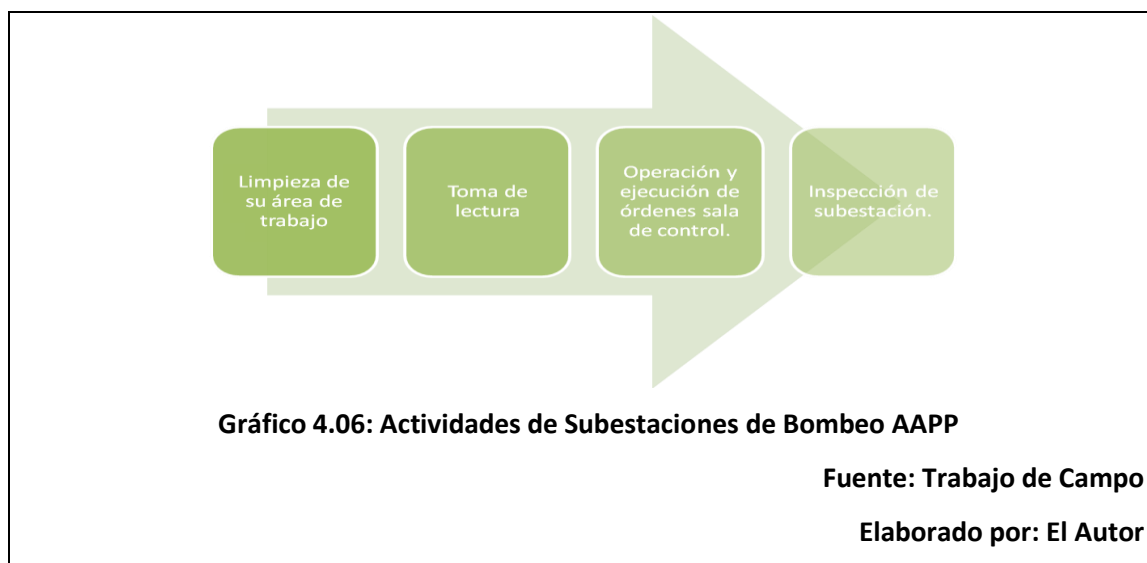 Limpieza de
su área de
trabajo
Toma de
lectura
Operación y
ejecución de
órdenes sala
de control.
Inspección de
subestación.
Gráfico 4.06: Actividades de Subestaciones de Bombeo AAPP
Fuente: Trabajo de Campo
Elaborado por: El Autor